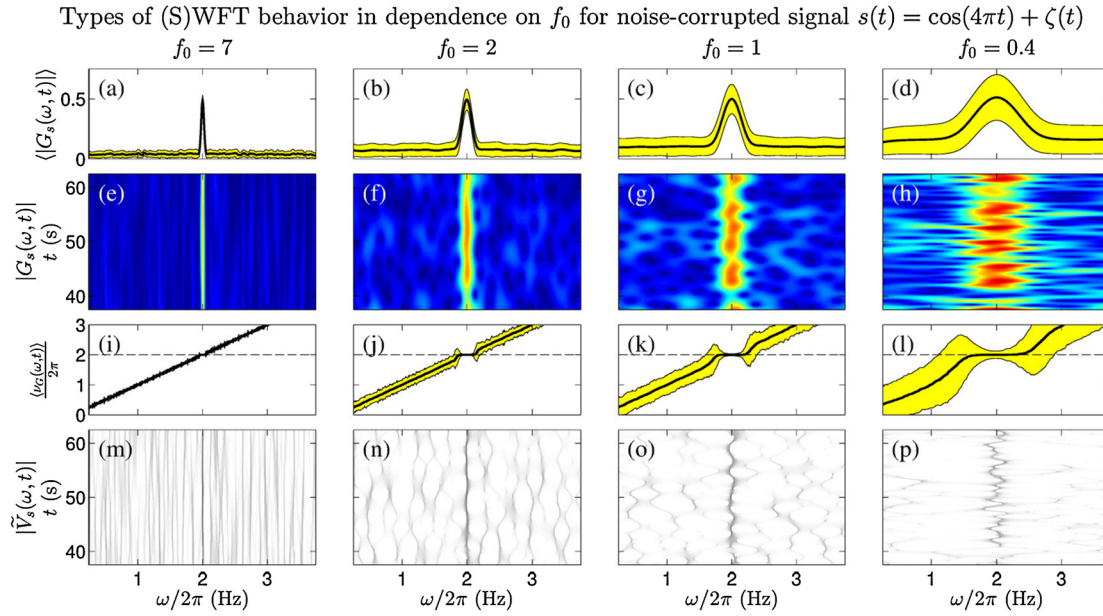 Types of (S)WFT behavior in dependence on f₀ for noise-corrupted signal s(t) = cos(4πt) + ζ(t)
f₀ = 7 f₀ = 2 f₀ = 1 f₀ = 0.4
⟨|G_s(ω,t)|⟩
0.5
0
(a) (b) (c) (d)
|G_s(ω,t)|
t (s)
60
50
40
(e) (f) (g) (h)
⟨ν_G(ω,t)⟩
2π
3
2
1
0
(i) (j) (k) (l)
|Ṽ_s(ω,t)|
t (s)
60
50
40
(m) (n) (o) (p)
1 2 3 1 2 3 1 2 3 1 2 3
ω/2π (Hz) ω/2π (Hz) ω/2π (Hz) ω/2π (Hz)